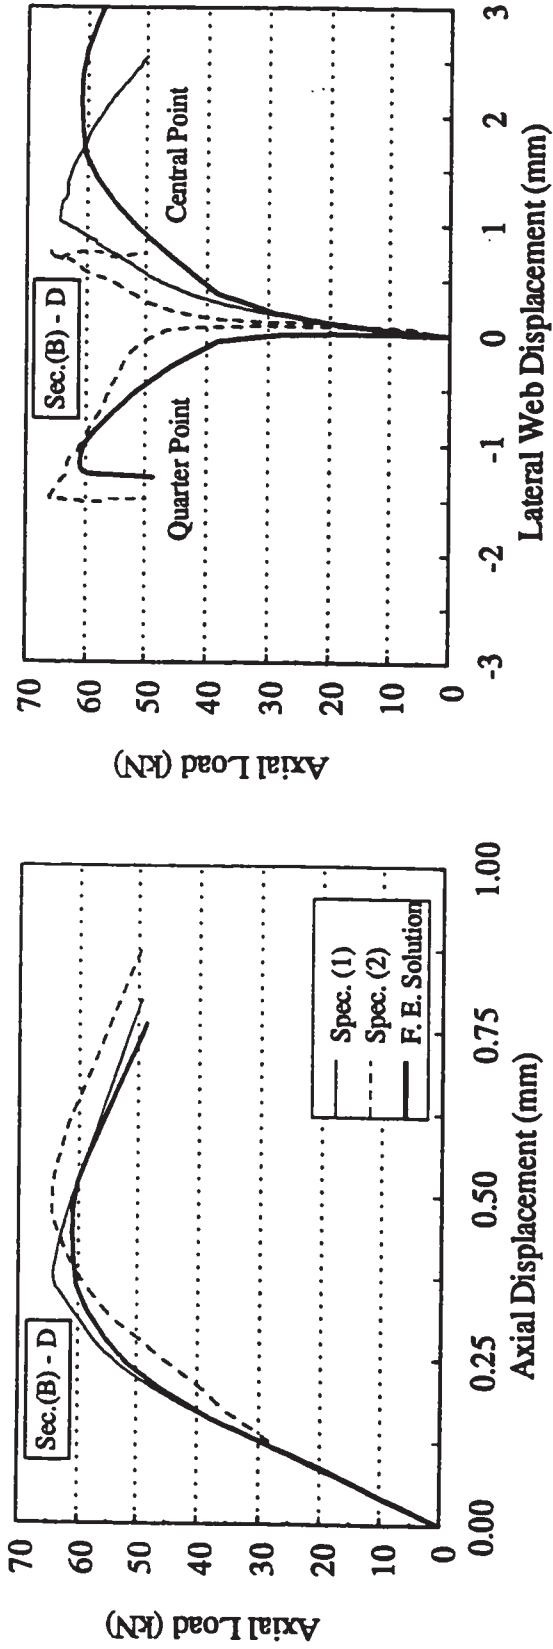 Sec.(B) - D
Axial Load (kN)
70
60
50
40
30
20
10
0
0.00
0.25
0.50
0.75
1.00
Axial Displacement (mm)
Spec. (1)
Spec. (2)
F. E. Solution
Sec.(B) - D
Axial Load (kN)
70
60
50
40
30
20
10
0
-3
-2
-1
0
1
2
3
Lateral Web Displacement (mm)
Quarter Point
Central Point